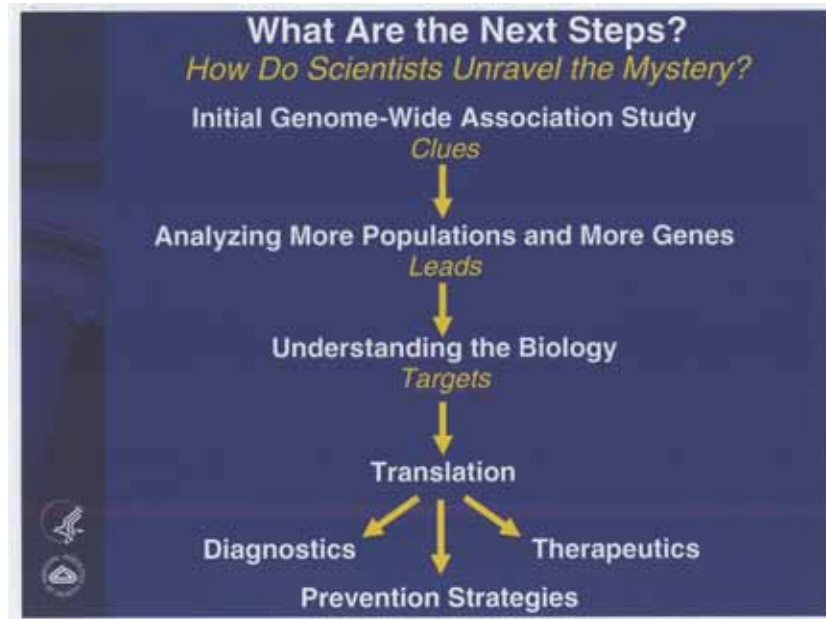 What Are the Next Steps?
How Do Scientists Unravel the Mystery?
Initial Genome-Wide Association Study
Clues
Analyzing More Populations and More Genes
Leads
Understanding the Biology
Targets
Translation
Diagnostics
Therapeutics
Prevention Strategies